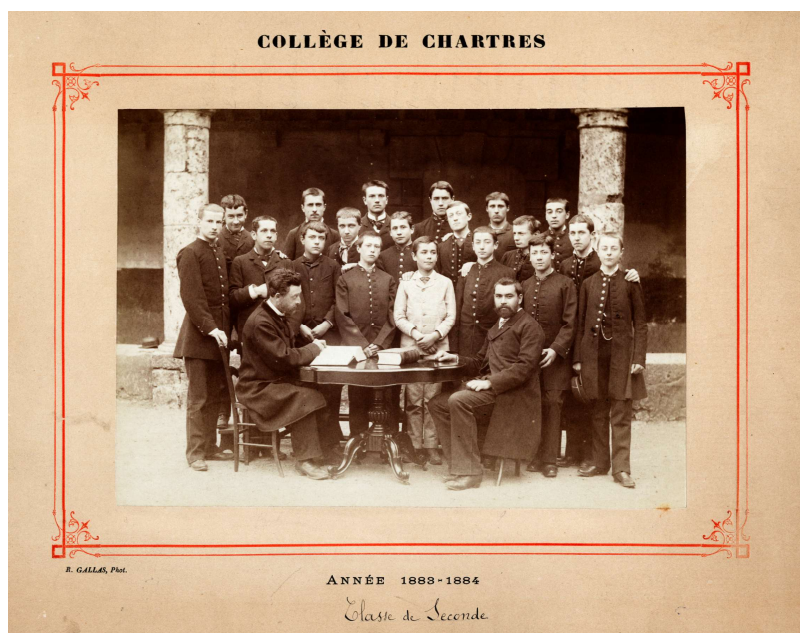 COLLÈGE DE CHARTRES
R. GALLAS, Phot.
ANNÉE 1883-1884
Classe de Seconde